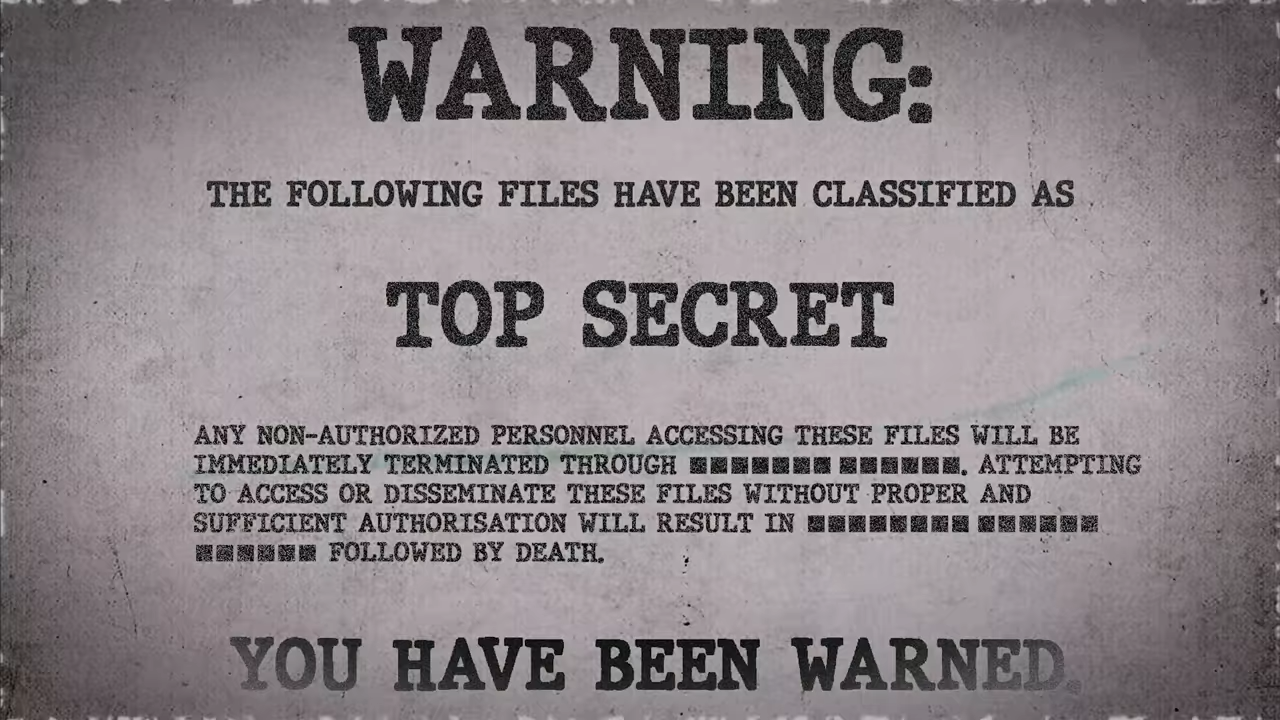 WARNING:
THE FOLLOWING FILES HAVE BEEN CLASSIFIED AS
TOP SECRET
ANY NON-AUTHORIZED PERSONNEL ACCESSING THESE FILES WILL BE
IMMEDIATELY TERMINATED THROUGH ■■■■■■■ ■■■■■■. ATTEMPTING
TO ACCESS OR DISSEMINATE THESE FILES WITHOUT PROPER AND
SUFFICIENT AUTHORISATION WILL RESULT IN ■■■■■■■■ ■■■■■■
■■■■■■ FOLLOWED BY DEATH.
YOU HAVE BEEN WARNED.